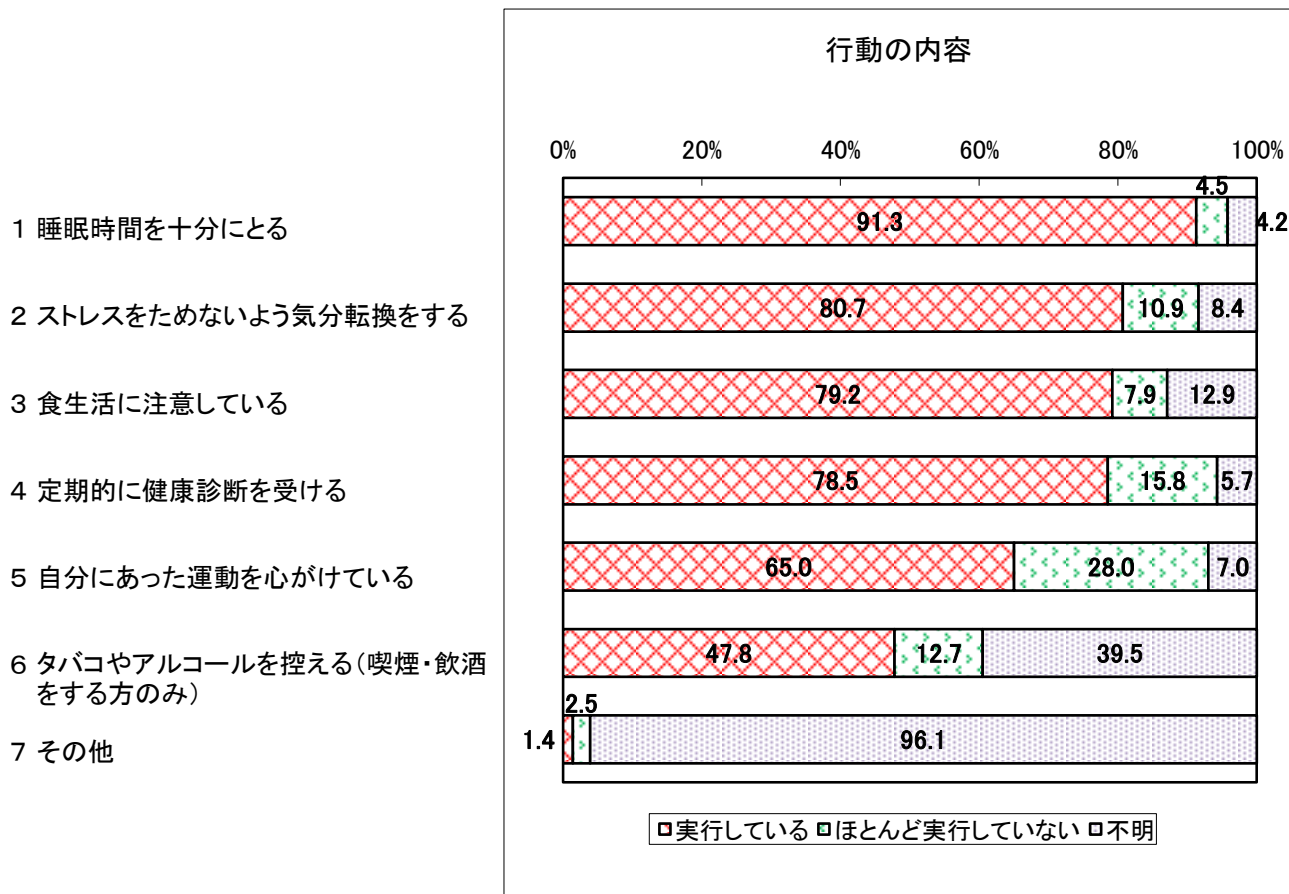 行動の内容
0% 20% 40% 60% 80% 100%
4.5
1 睡眠時間を十分にとる 91.3 4.2
2 ストレスをためないよう気分転換をする 80.7 10.9 8.4
3 食生活に注意している 79.2 7.9 12.9
4 定期的に健康診断を受ける 78.5 15.8 5.7
5 自分にあった運動を心がけている 65.0 28.0 7.0
6 タバコやアルコールを控える(喫煙・飲酒 47.8 12.7 39.5
をする方のみ)
2.5
7 その他 1.4 96.1
実行している ほとんど実行していない 不明